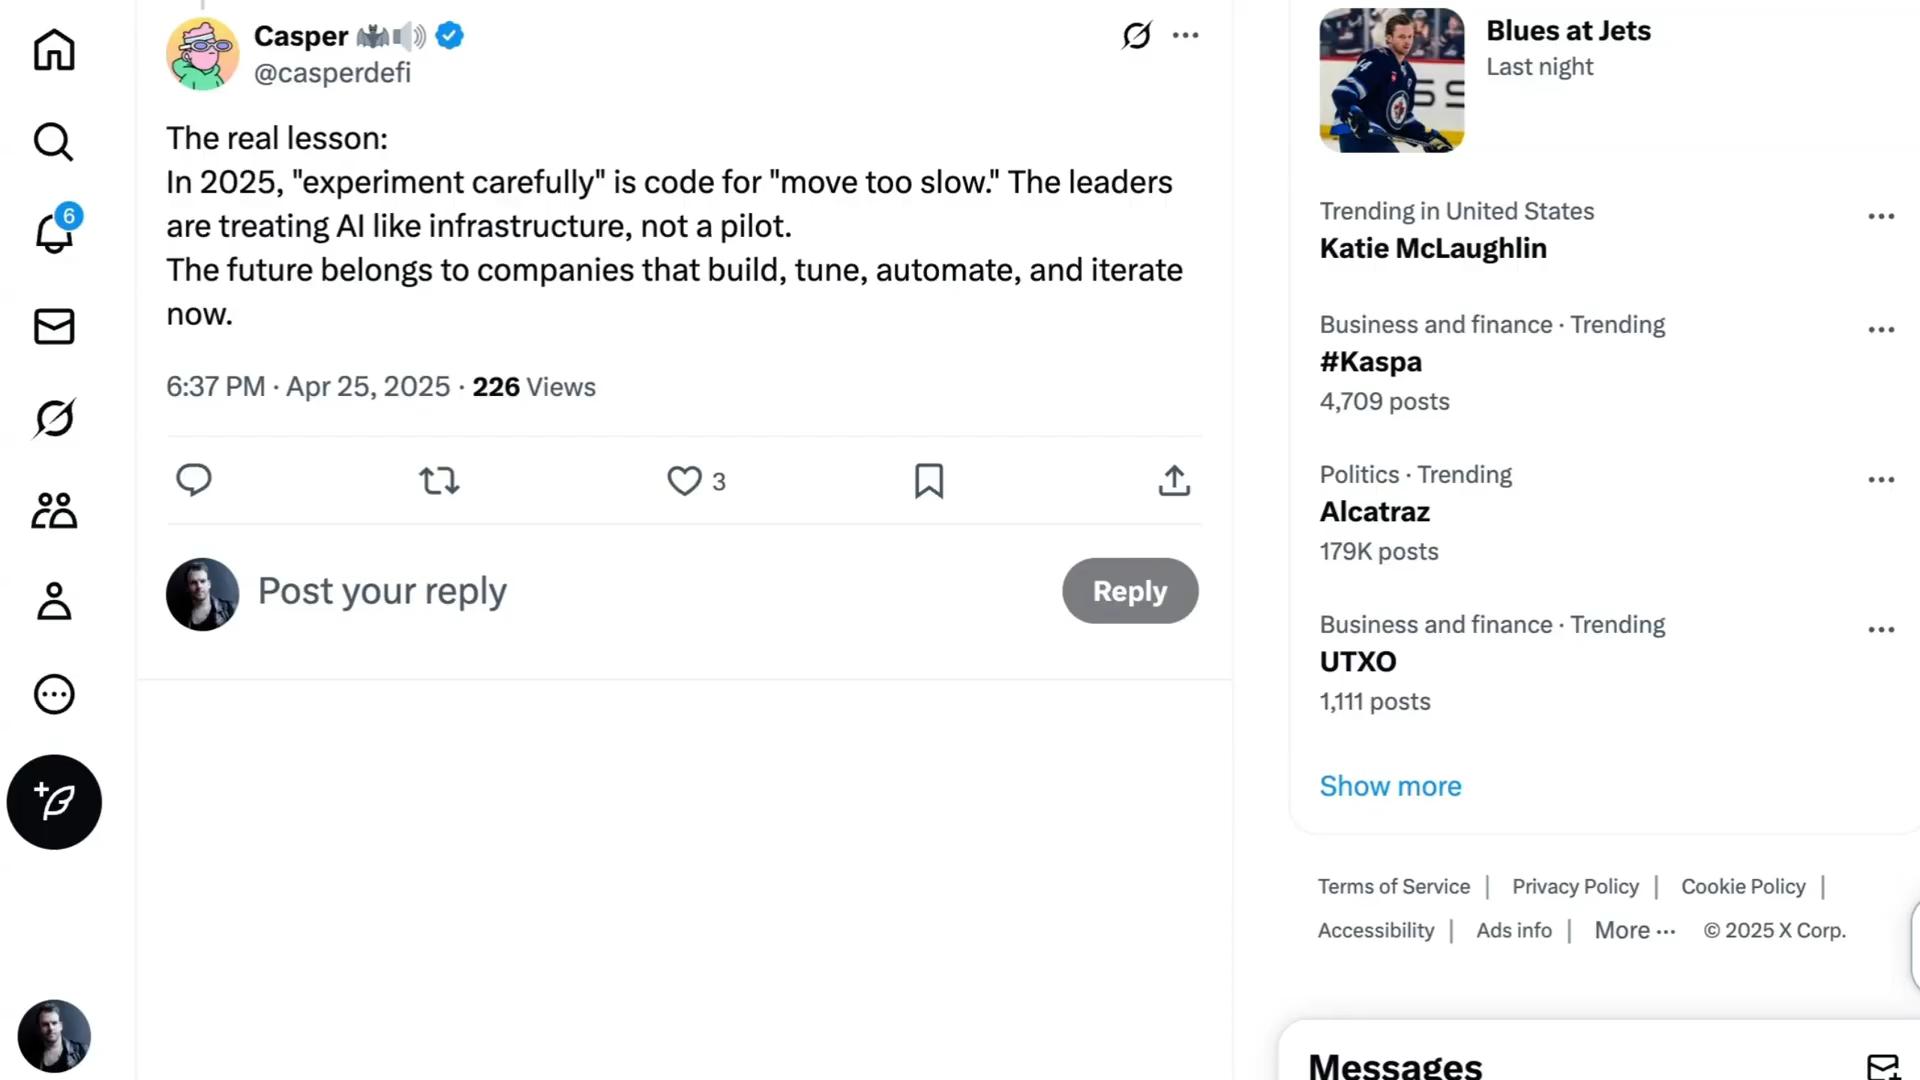 Casper
@casperdefi
The real lesson:
In 2025, "experiment carefully" is code for "move too slow." The leaders
are treating AI like infrastructure, not a pilot.
The future belongs to companies that build, tune, automate, and iterate
now.
6:37 PM · Apr 25, 2025 · 226 Views
3
Post your reply
Reply
6
Blues at Jets
Last night
Trending in United States
Katie McLaughlin
Business and finance · Trending
#Kaspa
4,709 posts
Politics · Trending
Alcatraz
179K posts
Business and finance · Trending
UTXO
1,111 posts
Show more
Terms of Service | Privacy Policy | Cookie Policy |
Accessibility | Ads info | More ··· © 2025 X Corp.
Messages